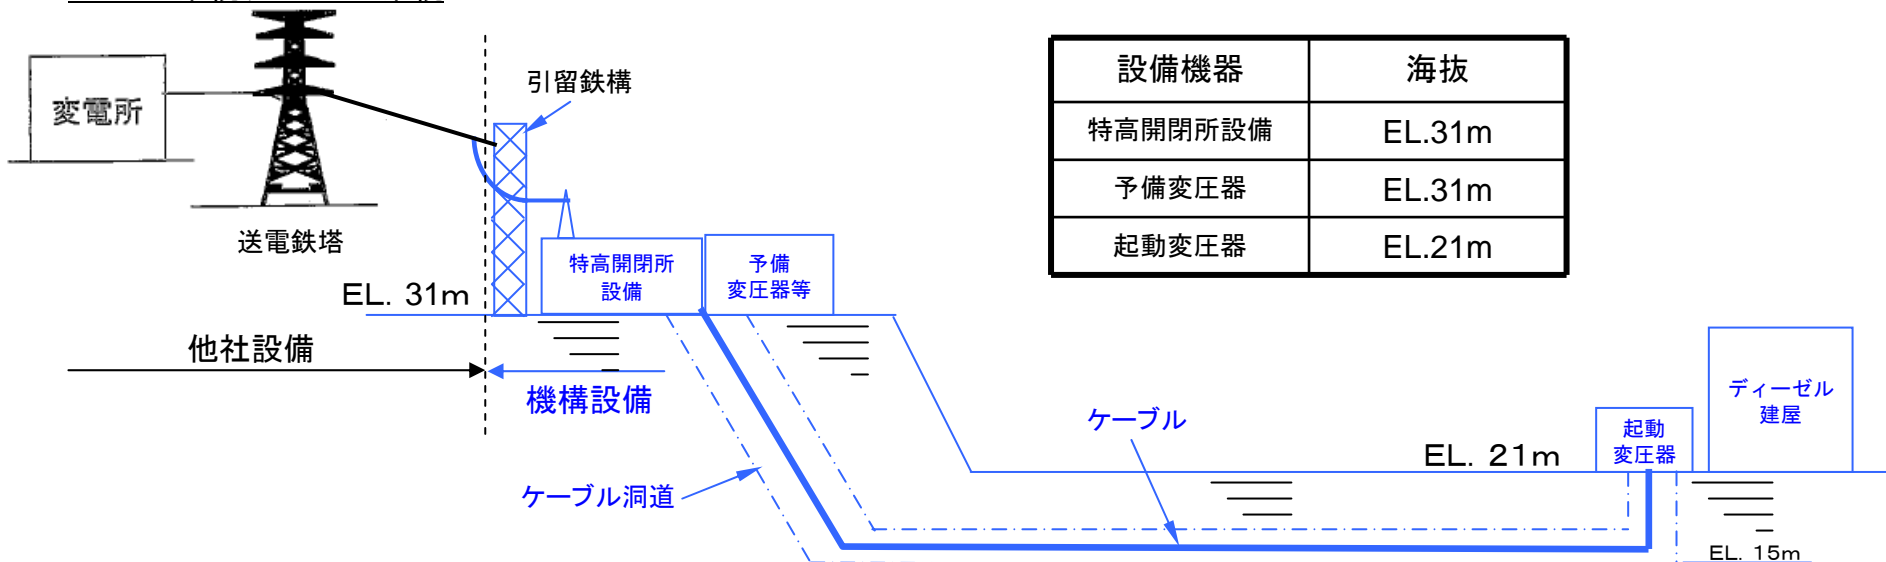 変電所
送電鉄塔
引留鉄構
設備機器 海抜
特高開閉所設備 EL.31m
予備変圧器 EL.31m
起動変圧器 EL.21m
特高開閉所
設備
予備
変圧器等
EL. 31m
他社設備
機構設備
ケーブル洞道
ケーブル
EL. 21m
起動
変圧器
ディーゼル
建屋
EL. 15m